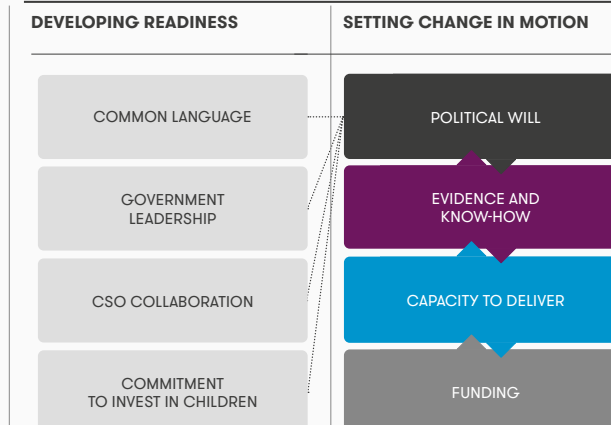 DEVELOPING READINESS
COMMON LANGUAGE
GOVERNMENT
LEADERSHIP
CSO COLLABORATION
COMMITMENT
TO INVEST IN CHILDREN
SETTING CHANGE IN MOTION
POLITICAL WILL
EVIDENCE AND
KNOW-HOW
CAPACITY TO DELIVER
FUNDING